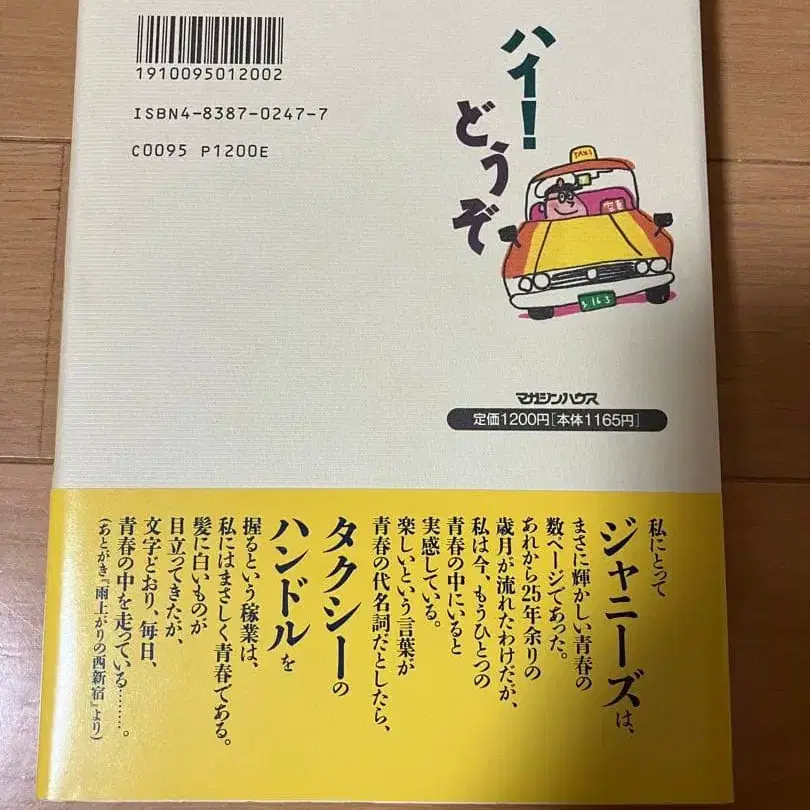 1910095012002
ISBN4-8387-0247-7
C0095 P1200E
ハイ！
どうぞ
TAXI
空車
マガジンハウス
定価1200円[本体1165円]
私にとって
ジャニーズは、
まさに輝かしい青春の
数ページであった。
あれから25年余りの
歳月が流れたわけだが、
私は今、もうひとつの
青春の中にいると
実感している。
楽しいという言葉が
青春の代名詞だとしたら、
タクシーの
ハンドルを
握るという稼業は、
私にはまさしく青春である。
髪に白いものが
目立ってきたが、
文字どおり、毎日、
青春の中を走っている………。
(あとがき『雨上がりの西新宿』より)